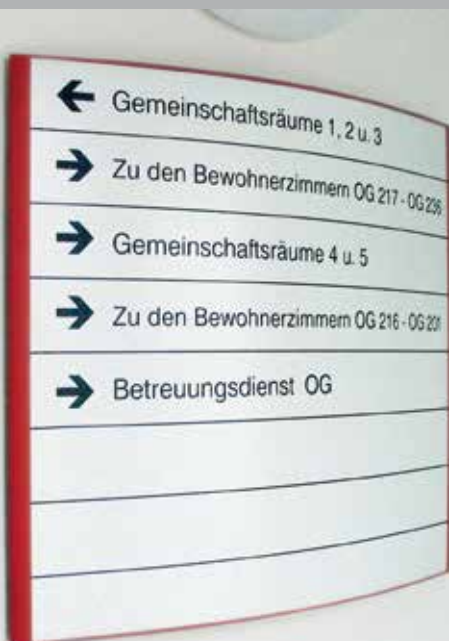 ← Gemeinschaftsräume 1, 2 u. 3
→ Zu den Bewohnerzimmern OG 217 - OG 236
→ Gemeinschaftsräume 4 u. 5
→ Zu den Bewohnerzimmern OG 216 - OG 201
→ Betreuungsdienst OG